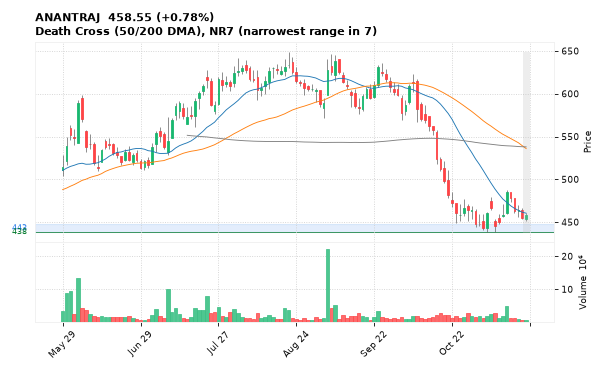 ANANTRAJ 458.55 (+0.78%)
Death Cross (50/200 DMA), NR7 (narrowest range in 7)
650
600
550
500
450
Price
438
20
10
Volume 10⁴
May 29
Jun 29
Jul 27
Aug 24
Sep 22
Oct 22